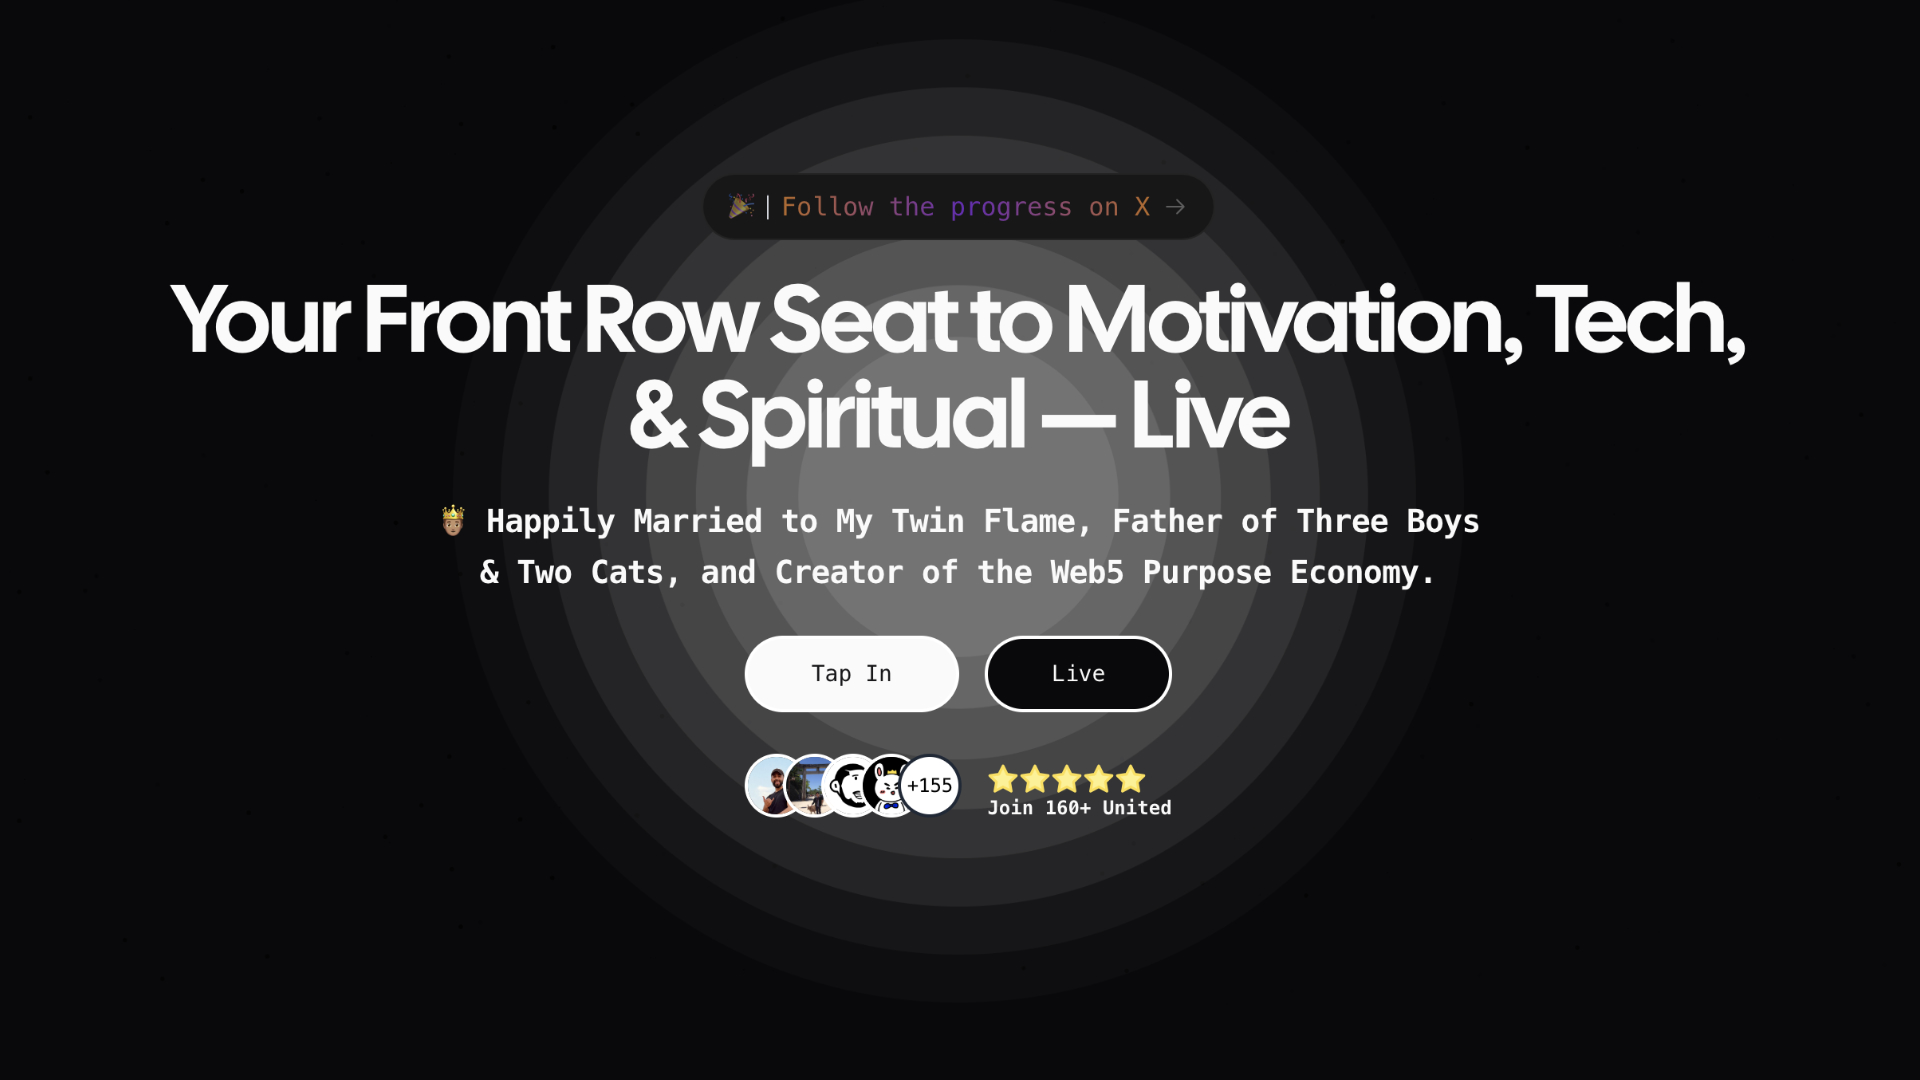 🎉 | Follow the progress on X →
Your Front Row Seat to Motivation, Tech,
& Spiritual — Live
🤴🏽 Happily Married to My Twin Flame, Father of Three Boys
& Two Cats, and Creator of the Web5 Purpose Economy.
Tap In
Live
+155
⭐⭐⭐⭐⭐
Join 160+ United